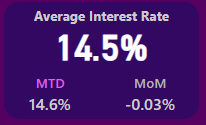 Average Interest Rate
14.5%
MTD MoM
14.6% -0.03%